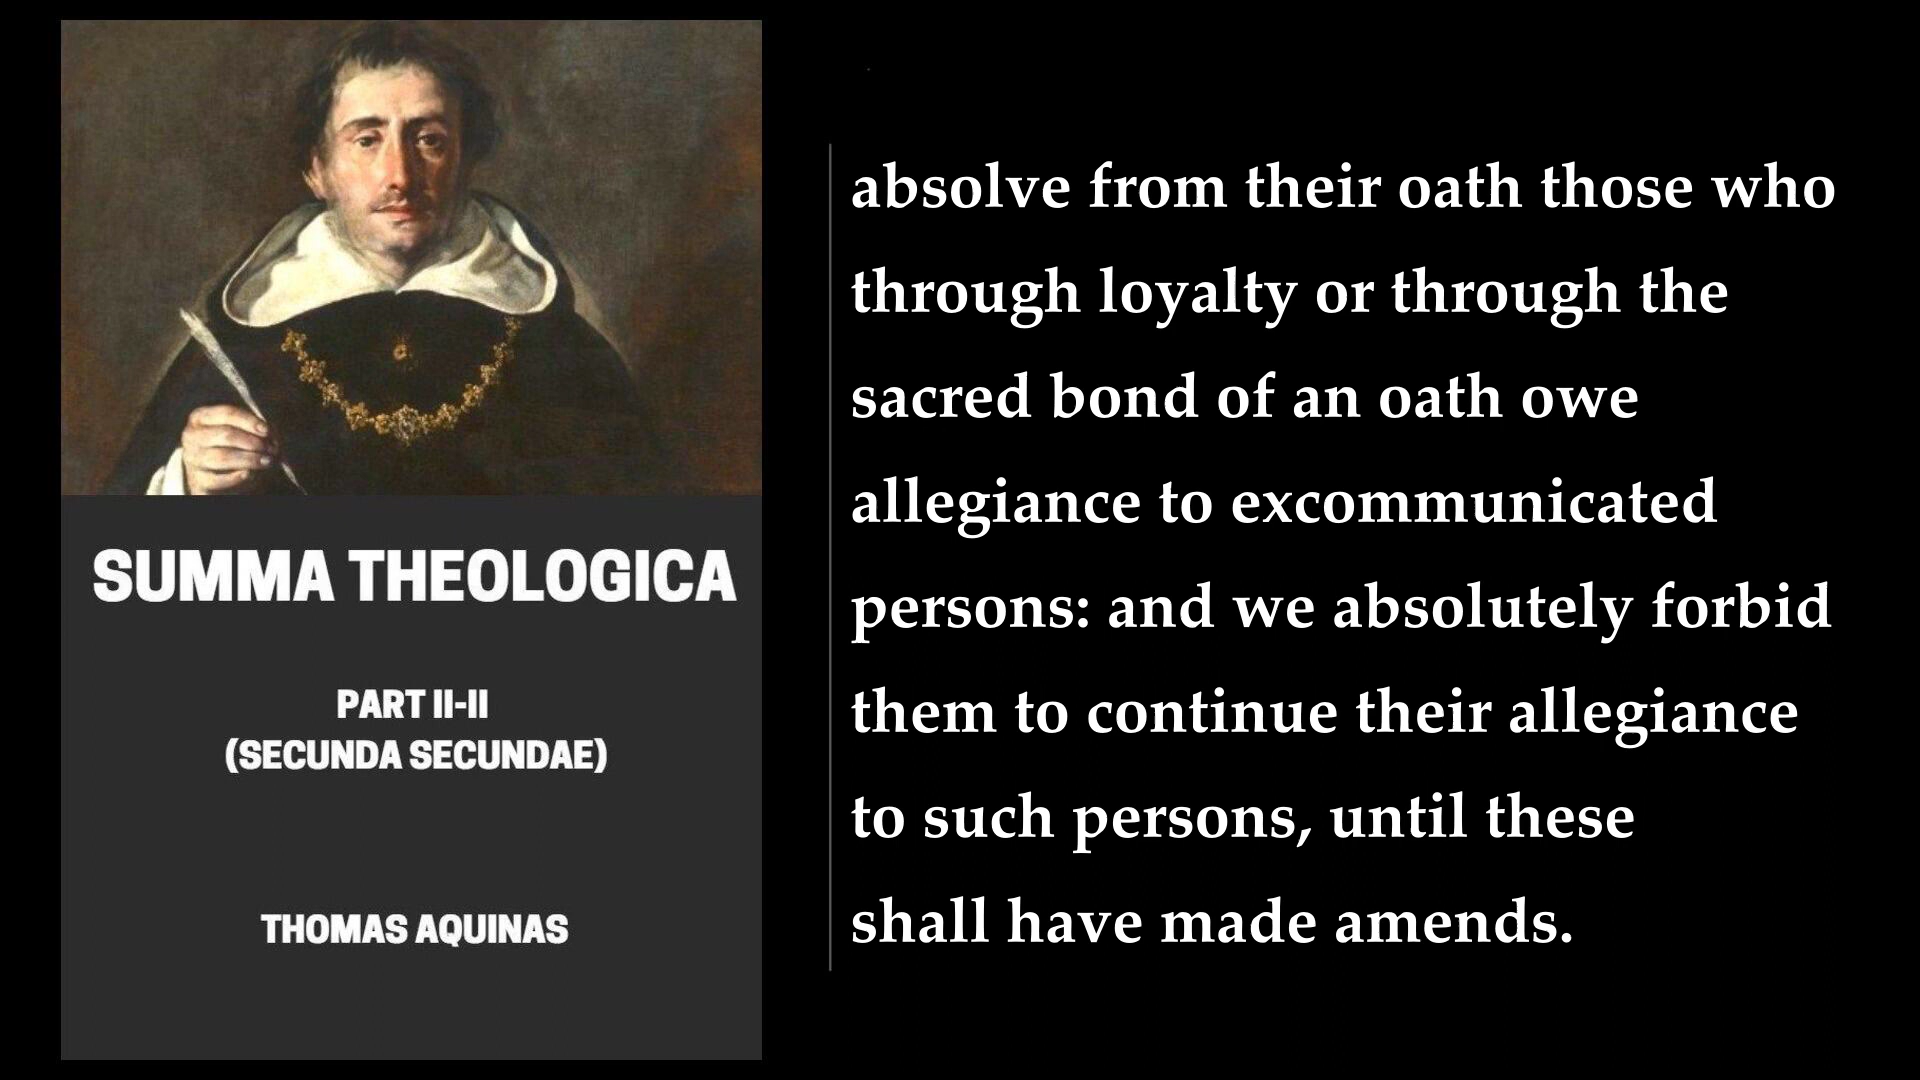 SUMMA THEOLOGICA
PART II-II
(SECUNDA SECUNDAE)
THOMAS AQUINAS
absolve from their oath those who
through loyalty or through the
sacred bond of an oath owe
allegiance to excommunicated
persons: and we absolutely forbid
them to continue their allegiance
to such persons, until these
shall have made amends.